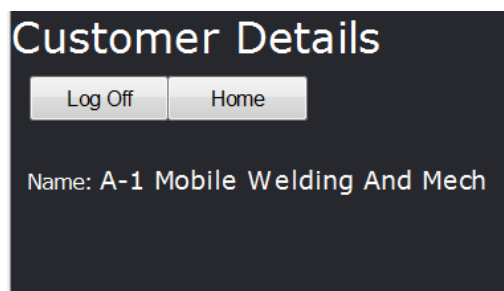 Customer Details
Log Off Home
Name: A-1 Mobile Welding And Mech